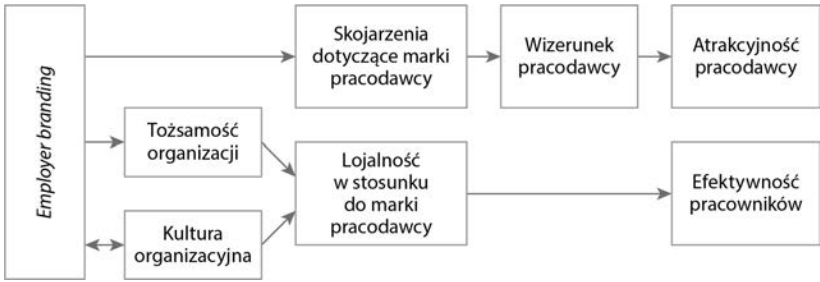 Employer branding
Skojarzenia
dotyczące marki
pracodawcy
Wizerunek
pracodawcy
Atrakcyjność
pracodawcy
Tożsamość
organizacji
Lojalność
w stosunku
do marki
pracodawcy
Efektywność
pracowników
Kultura
organizacyjna